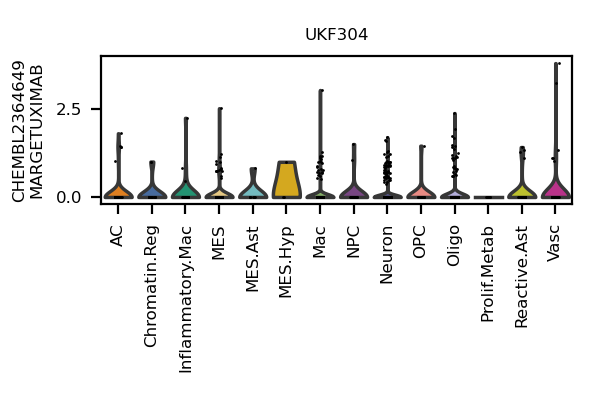 UKF304
CHEMBL2364649
MARGETUXIMAB
2.5
0.0
AC
Chromatin.Reg
Inflammatory.Mac
MES
MES.Ast
MES.Hyp
Mac
NPC
Neuron
OPC
Oligo
Prolif.Metab
Reactive.Ast
Vasc